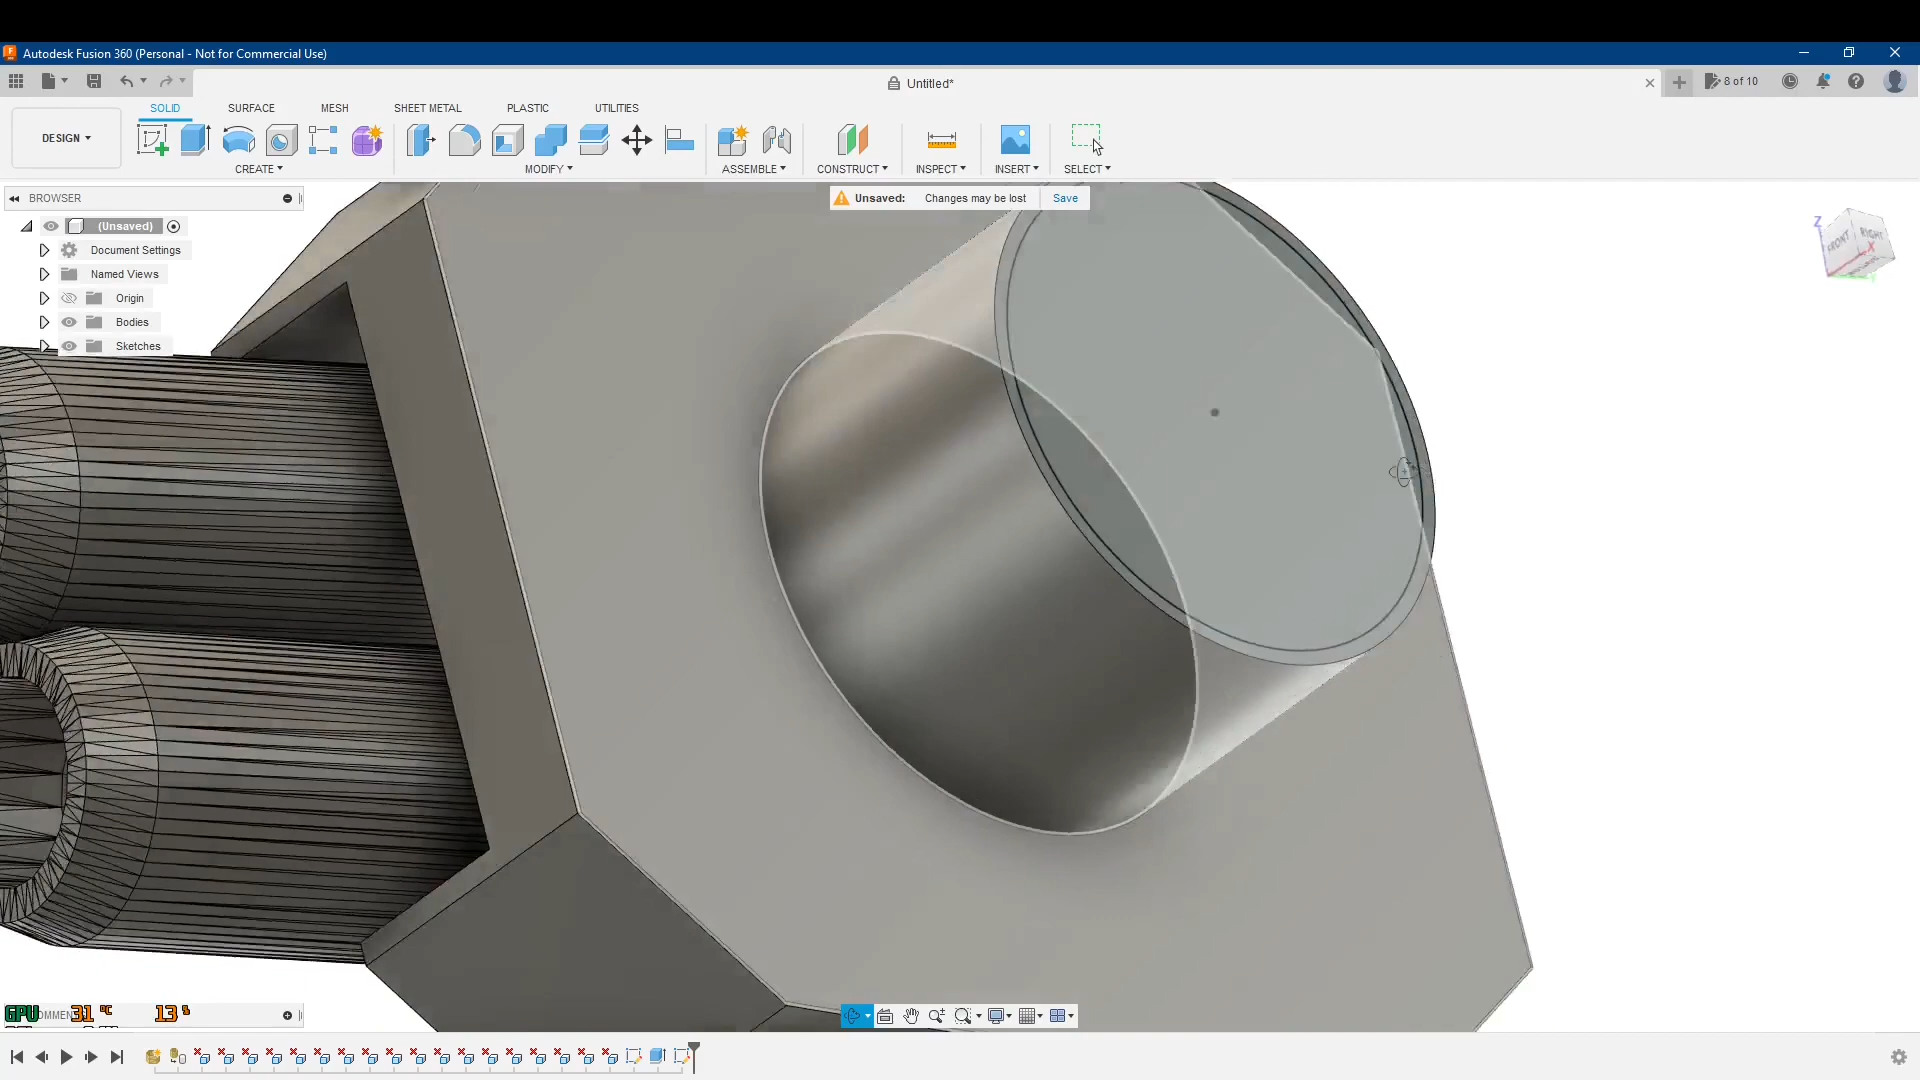 Autodesk Fusion 360 (Personal - Not for Commercial Use)
Untitled*
8 of 10
SOLID
SURFACE
MESH
SHEET METAL
PLASTIC
UTILITIES
DESIGN
CREATE
MODIFY
ASSEMBLE
CONSTRUCT
INSPECT
INSERT
SELECT
BROWSER
Unsaved: Changes may be lost Save
(Unsaved)
Document Settings
Named Views
Origin
Bodies
Sketches
Z
FRONT
RIGHT
X
GPU 31 °C 13 %